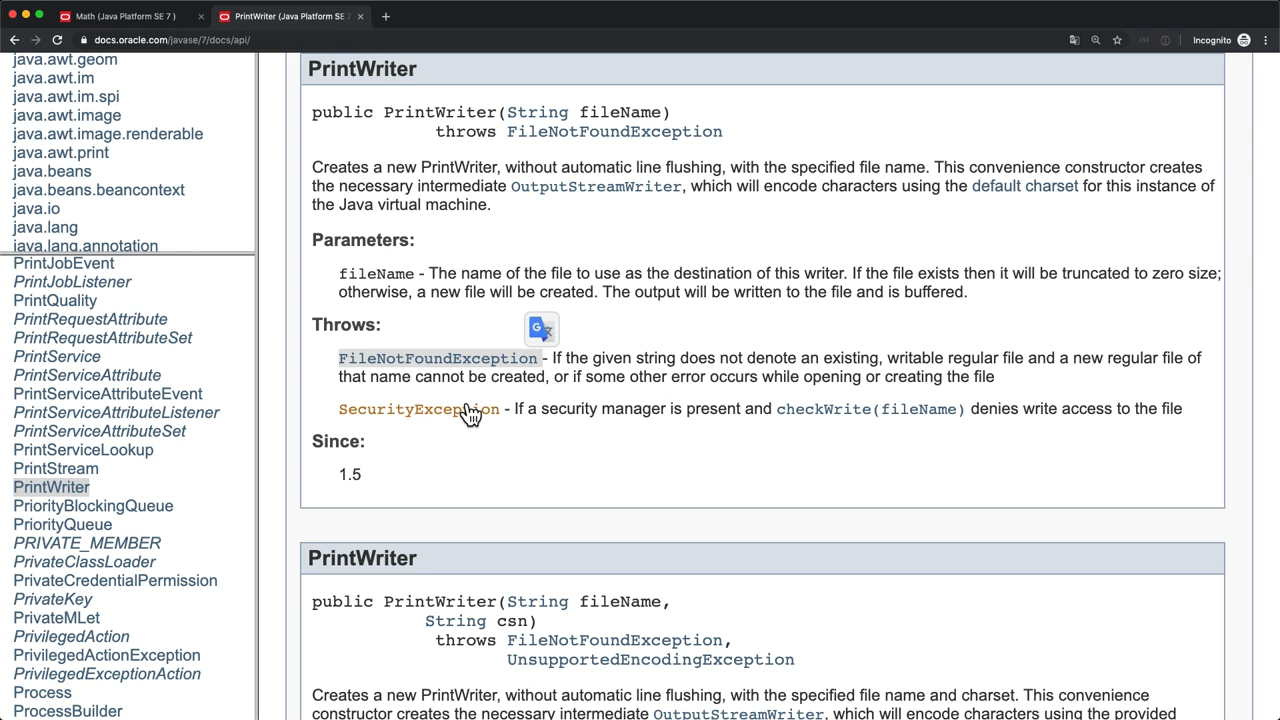 Math (Java Platform SE 7 )
PrintWriter (Java Platform SE 7
docs.oracle.com/javase/7/docs/api/
Incognito
java.awt.geom
java.awt.im
java.awt.im.spi
java.awt.image
java.awt.image.renderable
java.awt.print
java.beans
java.beans.beancontext
java.io
java.lang
java.lang.annotation
PrintJobEvent
PrintJobListener
PrintQuality
PrintRequestAttribute
PrintRequestAttributeSet
PrintService
PrintServiceAttribute
PrintServiceAttributeEvent
PrintServiceAttributeListener
PrintServiceAttributeSet
PrintServiceLookup
PrintStream
PrintWriter
PriorityBlockingQueue
PriorityQueue
PRIVATE_MEMBER
PrivateClassLoader
PrivateCredentialPermission
PrivateKey
PrivateMLet
PrivilegedAction
PrivilegedActionException
PrivilegedExceptionAction
Process
ProcessBuilder
PrintWriter
public PrintWriter(String fileName)
throws FileNotFoundException
Creates a new PrintWriter, without automatic line flushing, with the specified file name. This convenience constructor creates
the necessary intermediate OutputStreamWriter, which will encode characters using the default charset for this instance of
the Java virtual machine.
Parameters:
fileName - The name of the file to use as the destination of this writer. If the file exists then it will be truncated to zero size;
otherwise, a new file will be created. The output will be written to the file and is buffered.
Throws:
FileNotFoundException - If the given string does not denote an existing, writable regular file and a new regular file of
that name cannot be created, or if some other error occurs while opening or creating the file
SecurityException - If a security manager is present and checkWrite(fileName) denies write access to the file
Since:
1.5
PrintWriter
public PrintWriter(String fileName,
String csn)
throws FileNotFoundException,
UnsupportedEncodingException
Creates a new PrintWriter, without automatic line flushing, with the specified file name and charset. This convenience
constructor creates the necessary intermediate OutputStreamWriter, which will encode characters using the provided